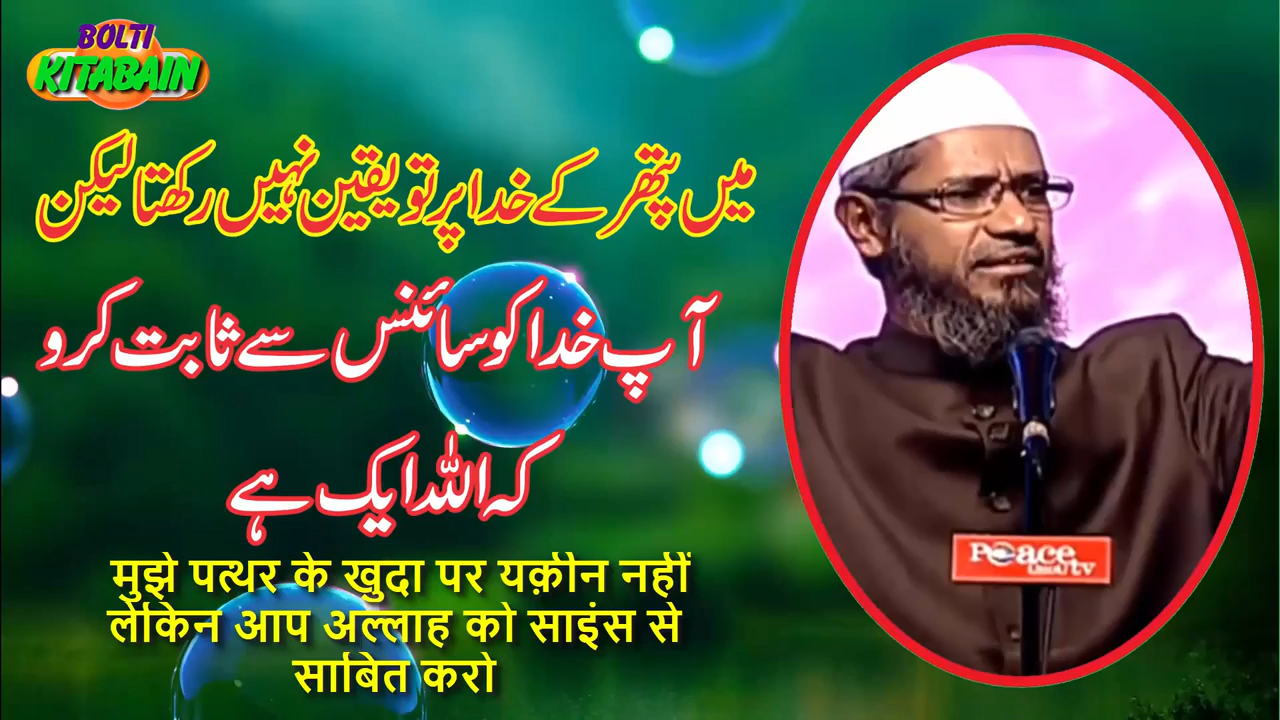 BOLTI
KITABAIN
میں پتھر کے خدا پر تو یقین نہیں رکھتا لیکن
آپ خدا کو سائنس سے ثابت کرو
کہ اللہ ایک ہے
मुझे पत्थर के खुदा पर यक़ीन नहीं
लेकिन आप अल्लाह को साइंस से
साबित करो
Peace
tv